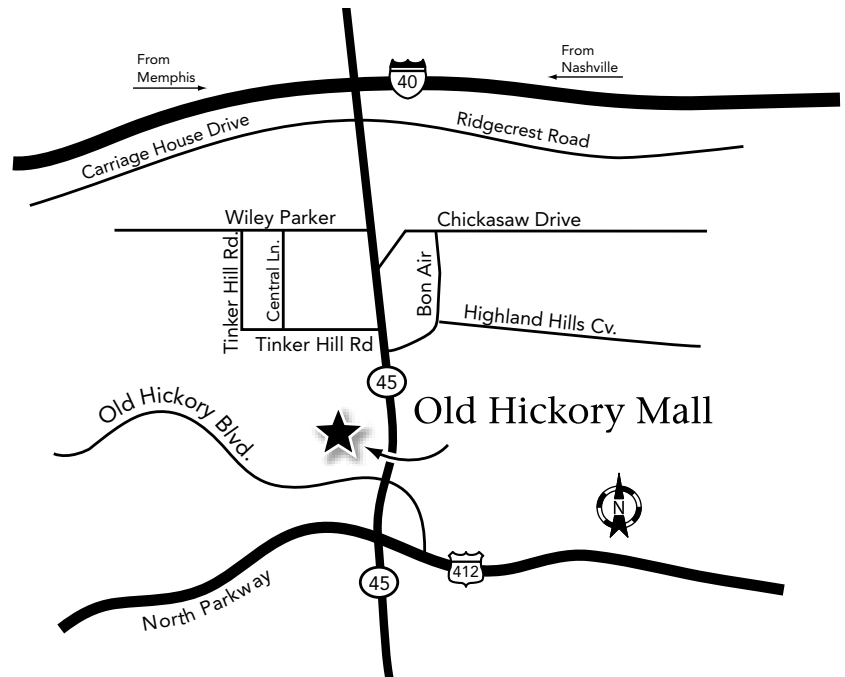 From
Memphis
From
Nashville
40
Carriage House Drive
Ridgecrest Road
Wiley Parker
Chickasaw Drive
Tinker Hill Rd.
Central Ln.
Bon Air
Highland Hills Cv.
Tinker Hill Rd
45
Old Hickory Mall
Old Hickory Blvd.
N
412
45
North Parkway